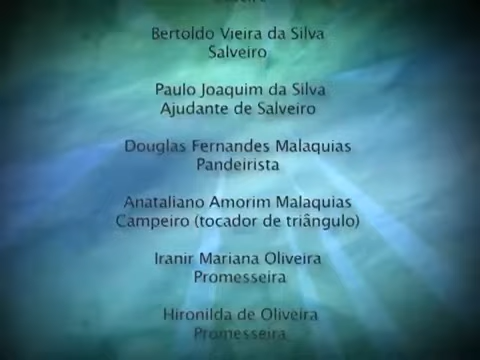 Bertoldo Vieira da Silva
Salveiro
Paulo Joaquim da Silva
Ajudante de Salveiro
Douglas Fernandes Malaquias
Pandeirista
Anataliano Amorim Malaquias
Campeiro (tocador de triângulo)
Iranir Mariana Oliveira
Promesseira
Hironilda de Oliveira
Promesseira